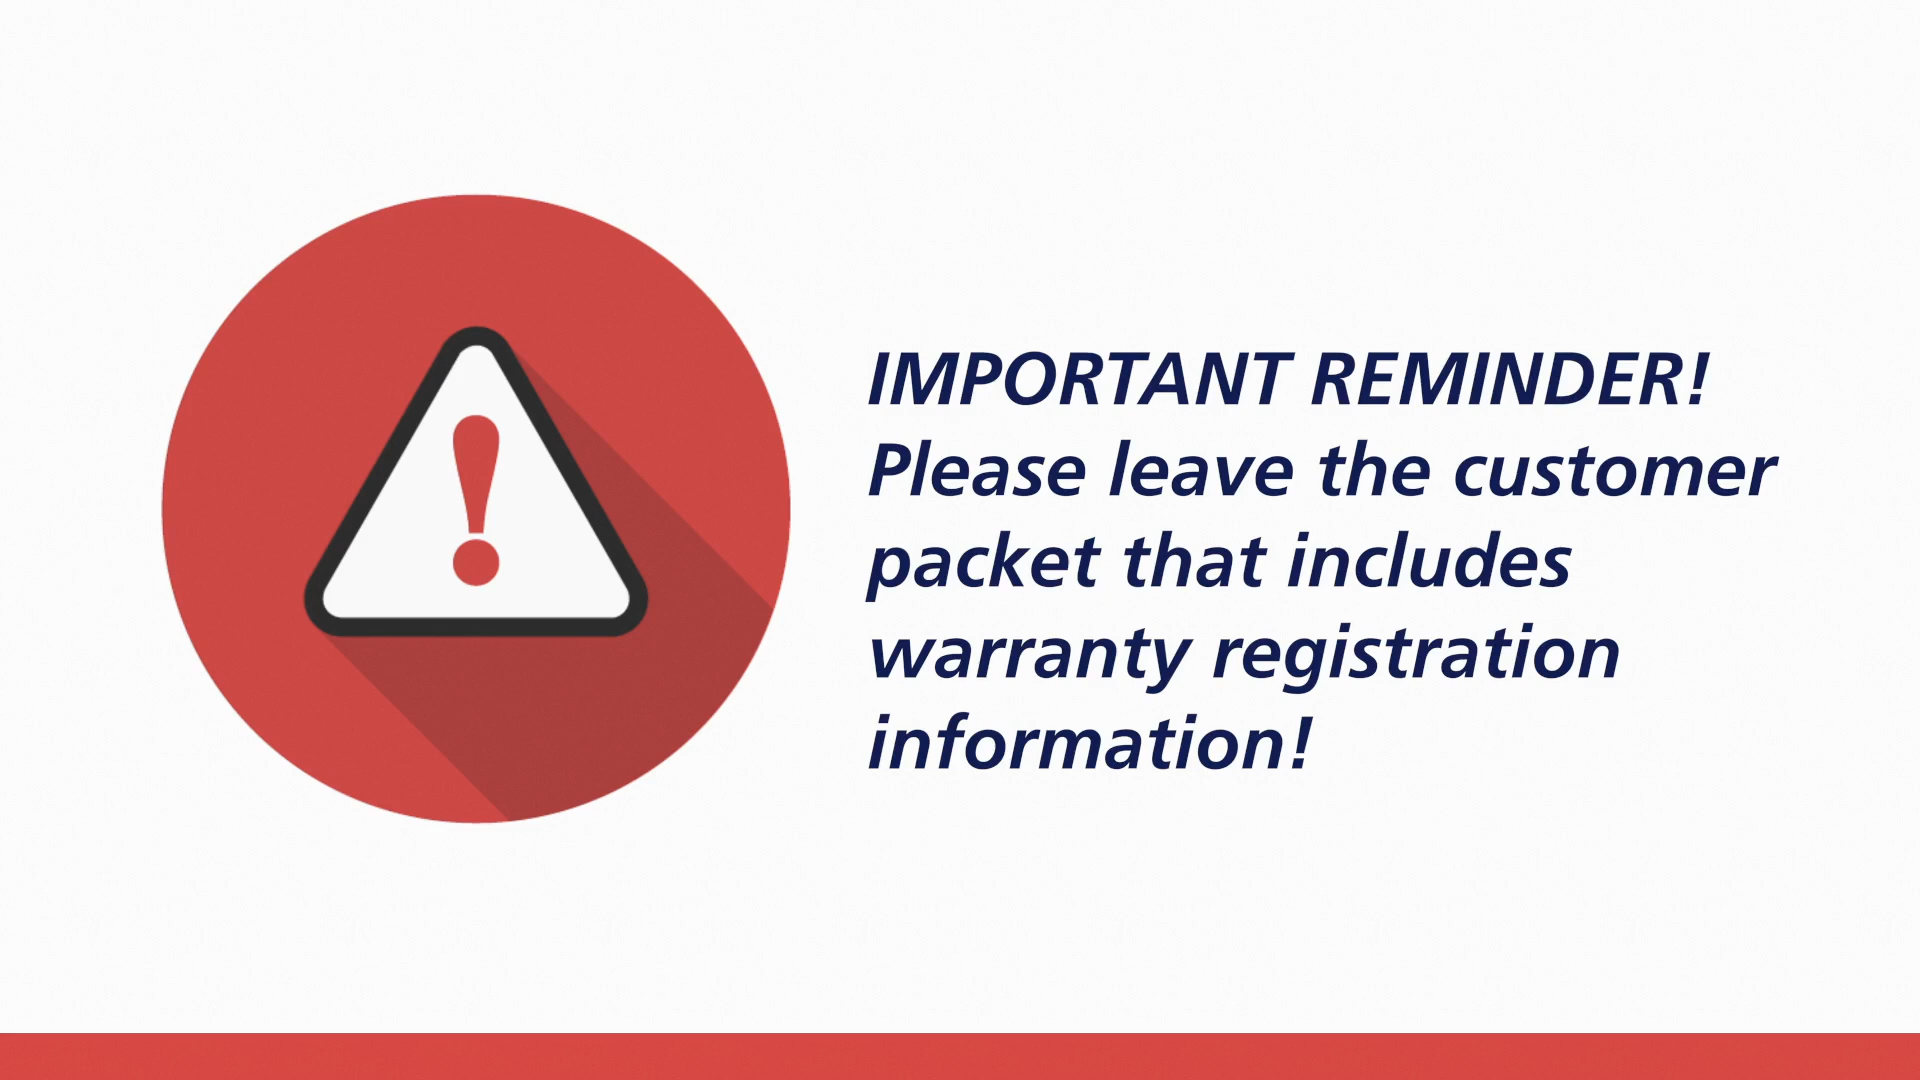 IMPORTANT REMINDER!
Please leave the customer
packet that includes
warranty registration
information!